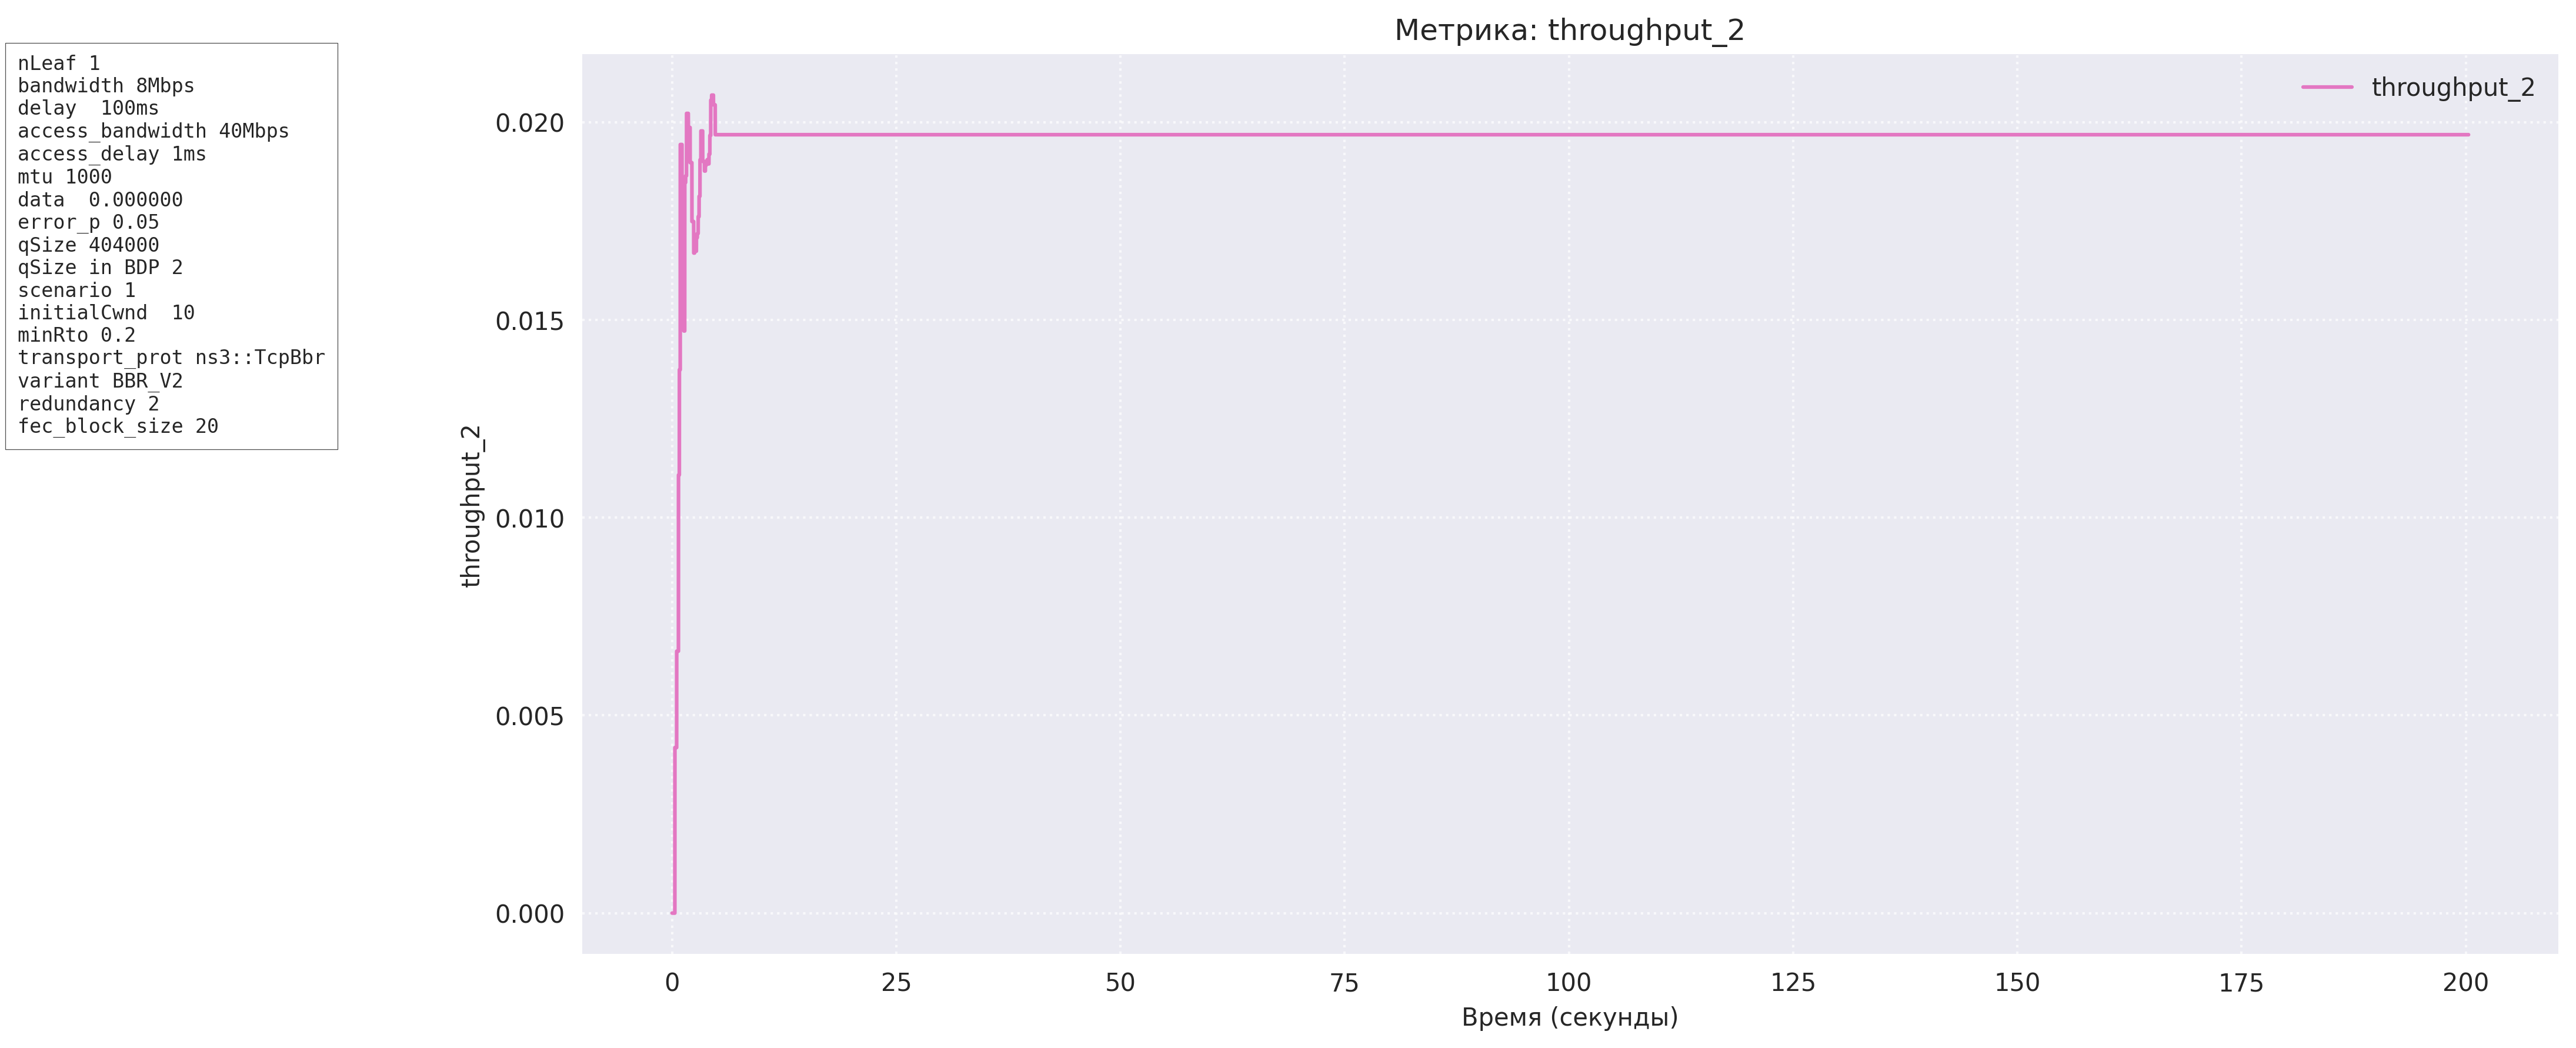 Метрика: throughput_2
nLeaf 1
bandwidth 8Mbps
delay  100ms
access_bandwidth 40Mbps
access_delay 1ms
mtu 1000
data  0.000000
error_p 0.05
qSize 404000
qSize in BDP 2
scenario 1
initialCwnd  10
minRto 0.2
transport_prot ns3::TcpBbr
variant BBR_V2
redundancy 2
fec_block_size 20
throughput_2
throughput_2
0.020
0.015
0.010
0.005
0.000
0 25 50 75 100 125 150 175 200
Время (секунды)